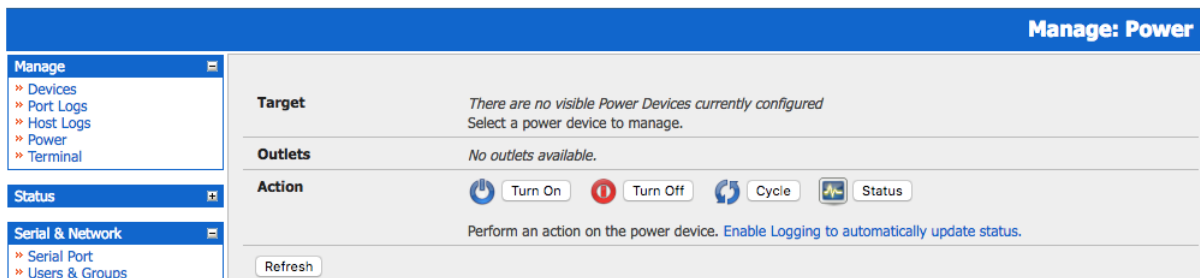 Manage: Power
Manage
» Devices
» Port Logs
» Host Logs
» Power
» Terminal
Status
Serial & Network
» Serial Port
» Users & Groups
Target
There are no visible Power Devices currently configured
Select a power device to manage.
Outlets
No outlets available.
Action
Turn On Turn Off Cycle Status
Perform an action on the power device. Enable Logging to automatically update status.
Refresh